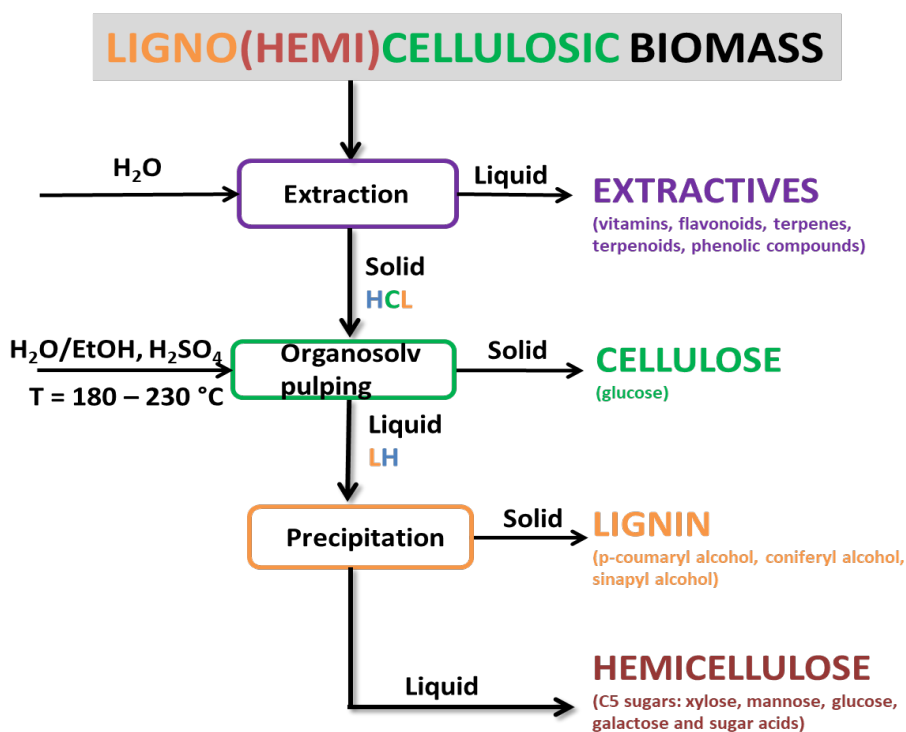 LIGNO(HEMI)CELLULOSIC BIOMASS
H₂O
Extraction
Liquid
EXTRACTIVES
(vitamins, flavonoids, terpenes,
terpenoids, phenolic compounds)
Solid
HCL
H₂O/EtOH, H₂SO₄
T = 180 – 230 °C
Organosolv
pulping
Solid
CELLULOSE
(glucose)
Liquid
LH
Precipitation
Solid
LIGNIN
(p-coumaryl alcohol, coniferyl alcohol,
sinapyl alcohol)
Liquid
HEMICELLULOSE
(C5 sugars: xylose, mannose, glucose,
galactose and sugar acids)